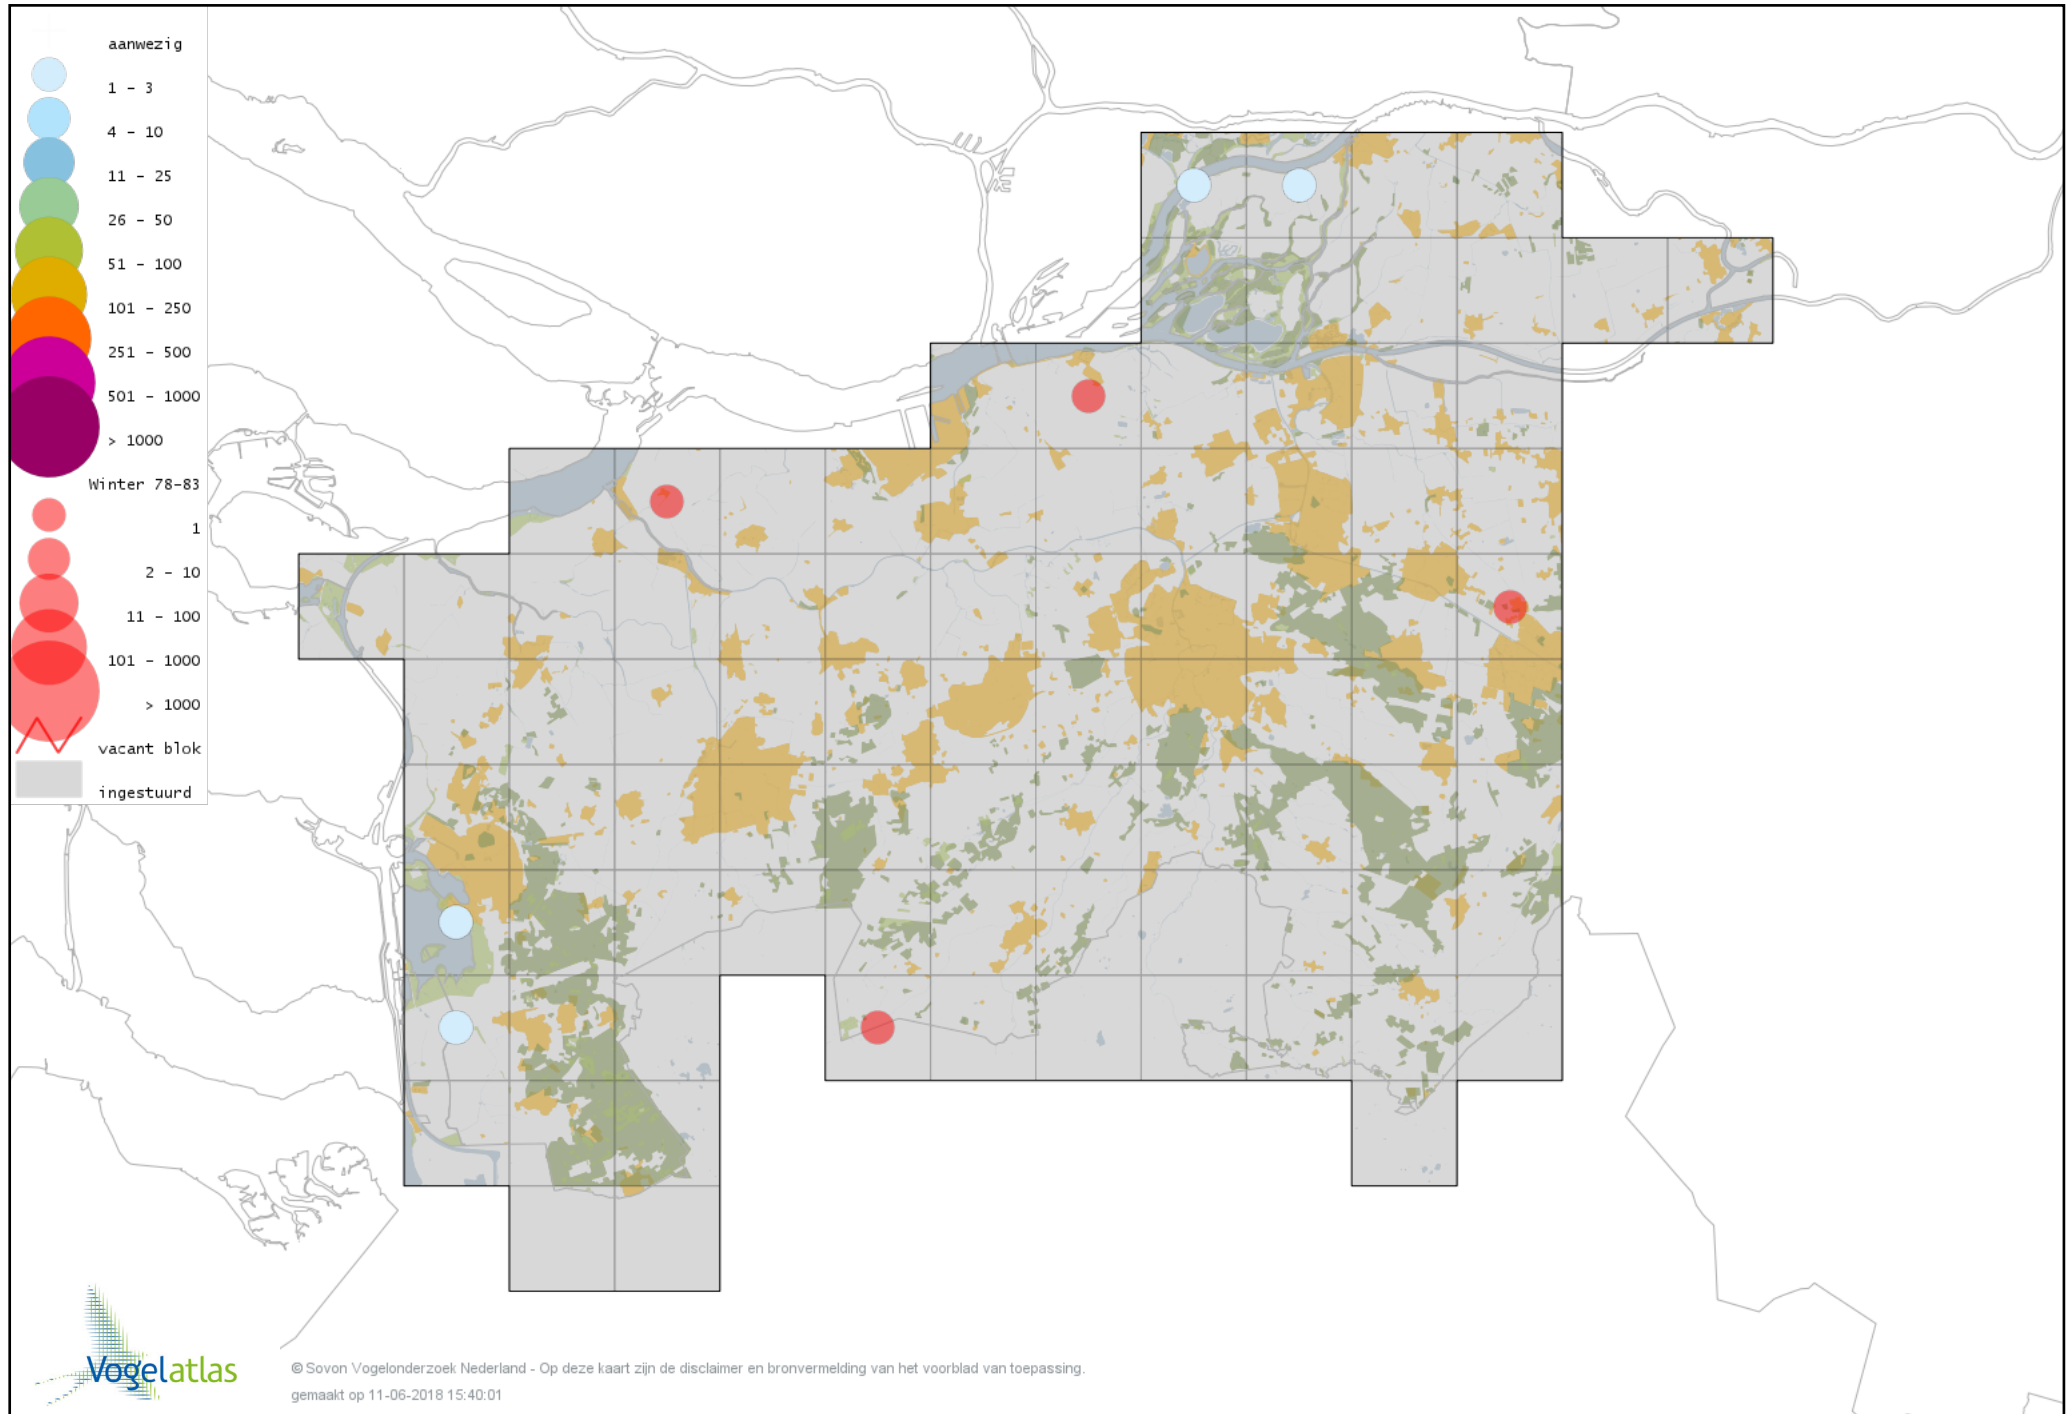 aanwezig
1 - 3
4 - 10
11 - 25
26 - 50
51 - 100
101 - 250
251 - 500
501 - 1000
> 1000
Winter 78-83
1
2 - 10
11 - 100
101 - 1000
> 1000
vacant blok
ingestuurd
Vogelatlas
© Sovon Vogelonderzoek Nederland - Op deze kaart zijn de disclaimer en bronvermelding van het voorblad van toepassing.
gemaakt op 11-06-2018 15:40:01